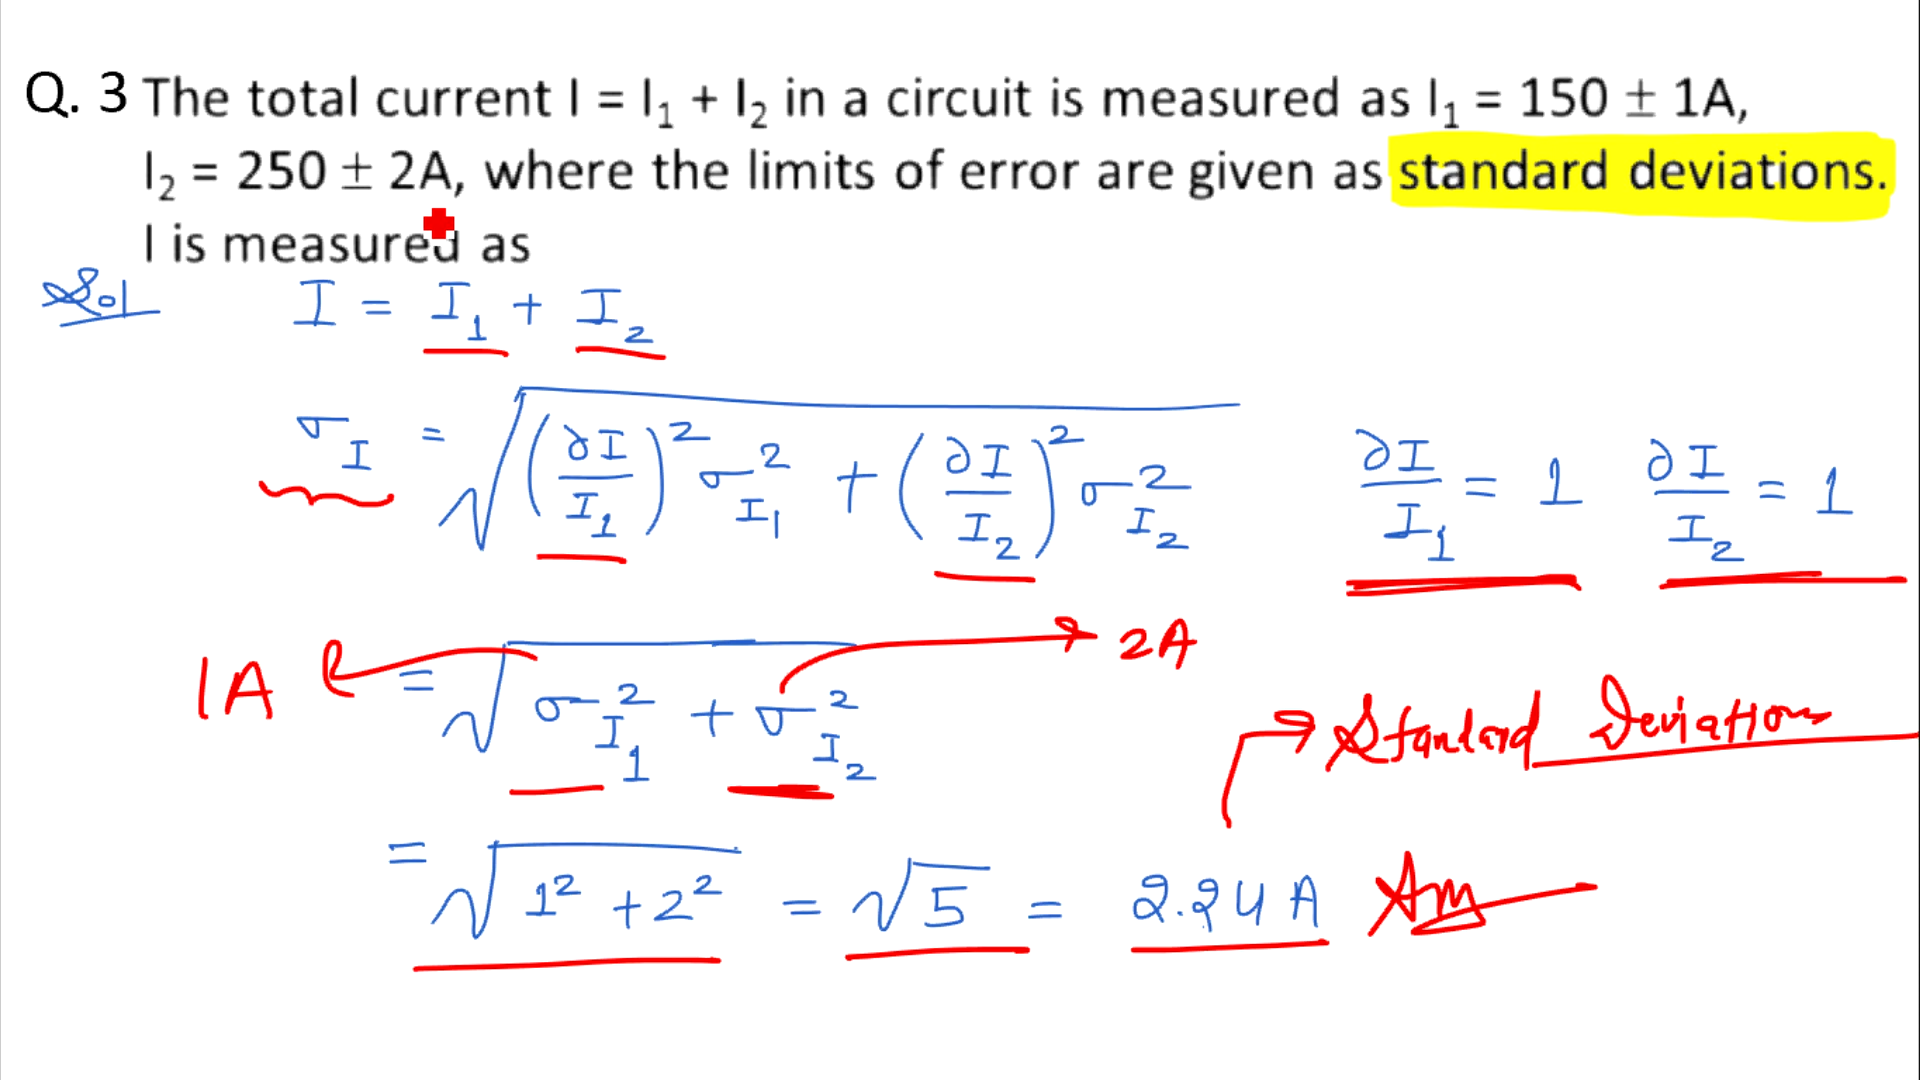 Q. 3 The total current I = I₁ + I₂ in a circuit is measured as I₁ = 150 ± 1A,
I₂ = 250 ± 2A, where the limits of error are given as standard deviations.
I is measured as
Sol I = I₁ + I₂
σ_I = √((∂I/I₁)² σ²_I₁ + (∂I/I₂)² σ²_I₂) ∂I/I₁ = 1 ∂I/I₂ = 1
1A = √(σ²_I₁ + σ²_I₂) → 2A
→ Standard Deviations
= √(1² + 2²) = √5 = 2.24 A Ans